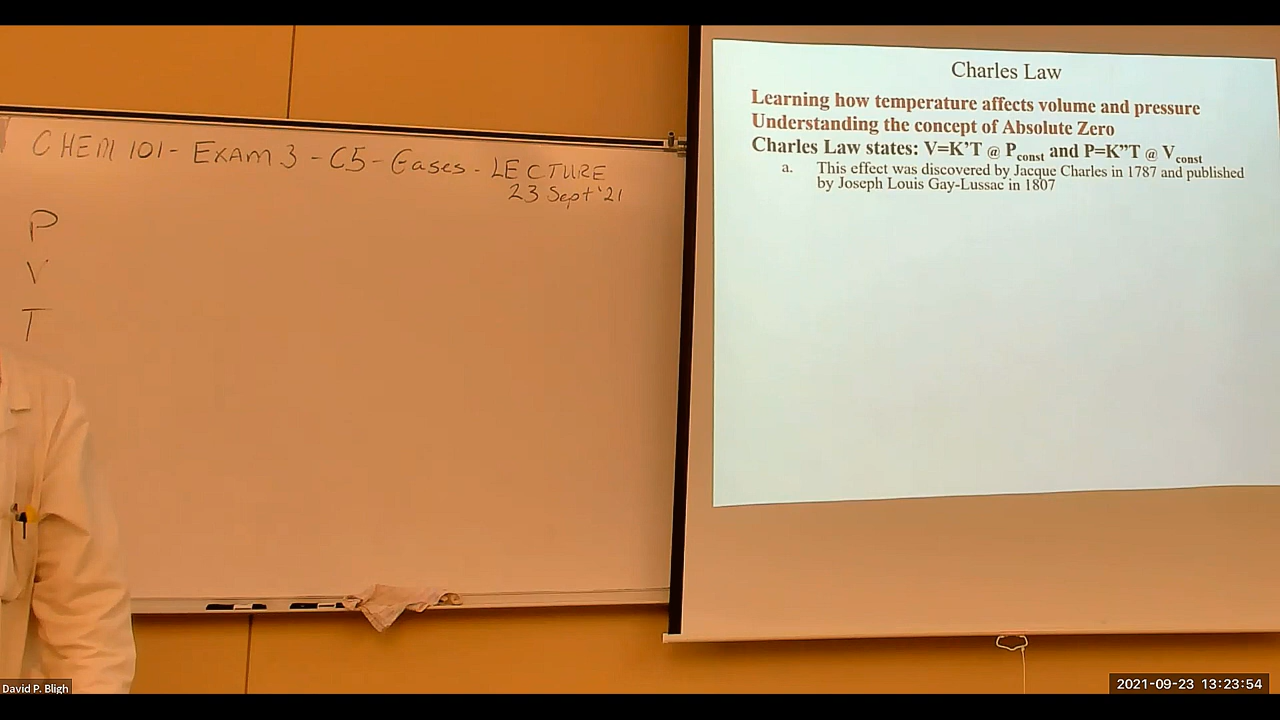 CHEM 101 - EXAM 3 - C5 - Gases - LECTURE
23 Sept '21
P
V
T
Charles Law
Learning how temperature affects volume and pressure
Understanding the concept of Absolute Zero
Charles Law states: V=K’T @ Pconst and P=K”T @ Vconst
a. This effect was discovered by Jacque Charles in 1787 and published
by Joseph Louis Gay-Lussac in 1807
David P. Bligh
2021-09-23 13:23:54